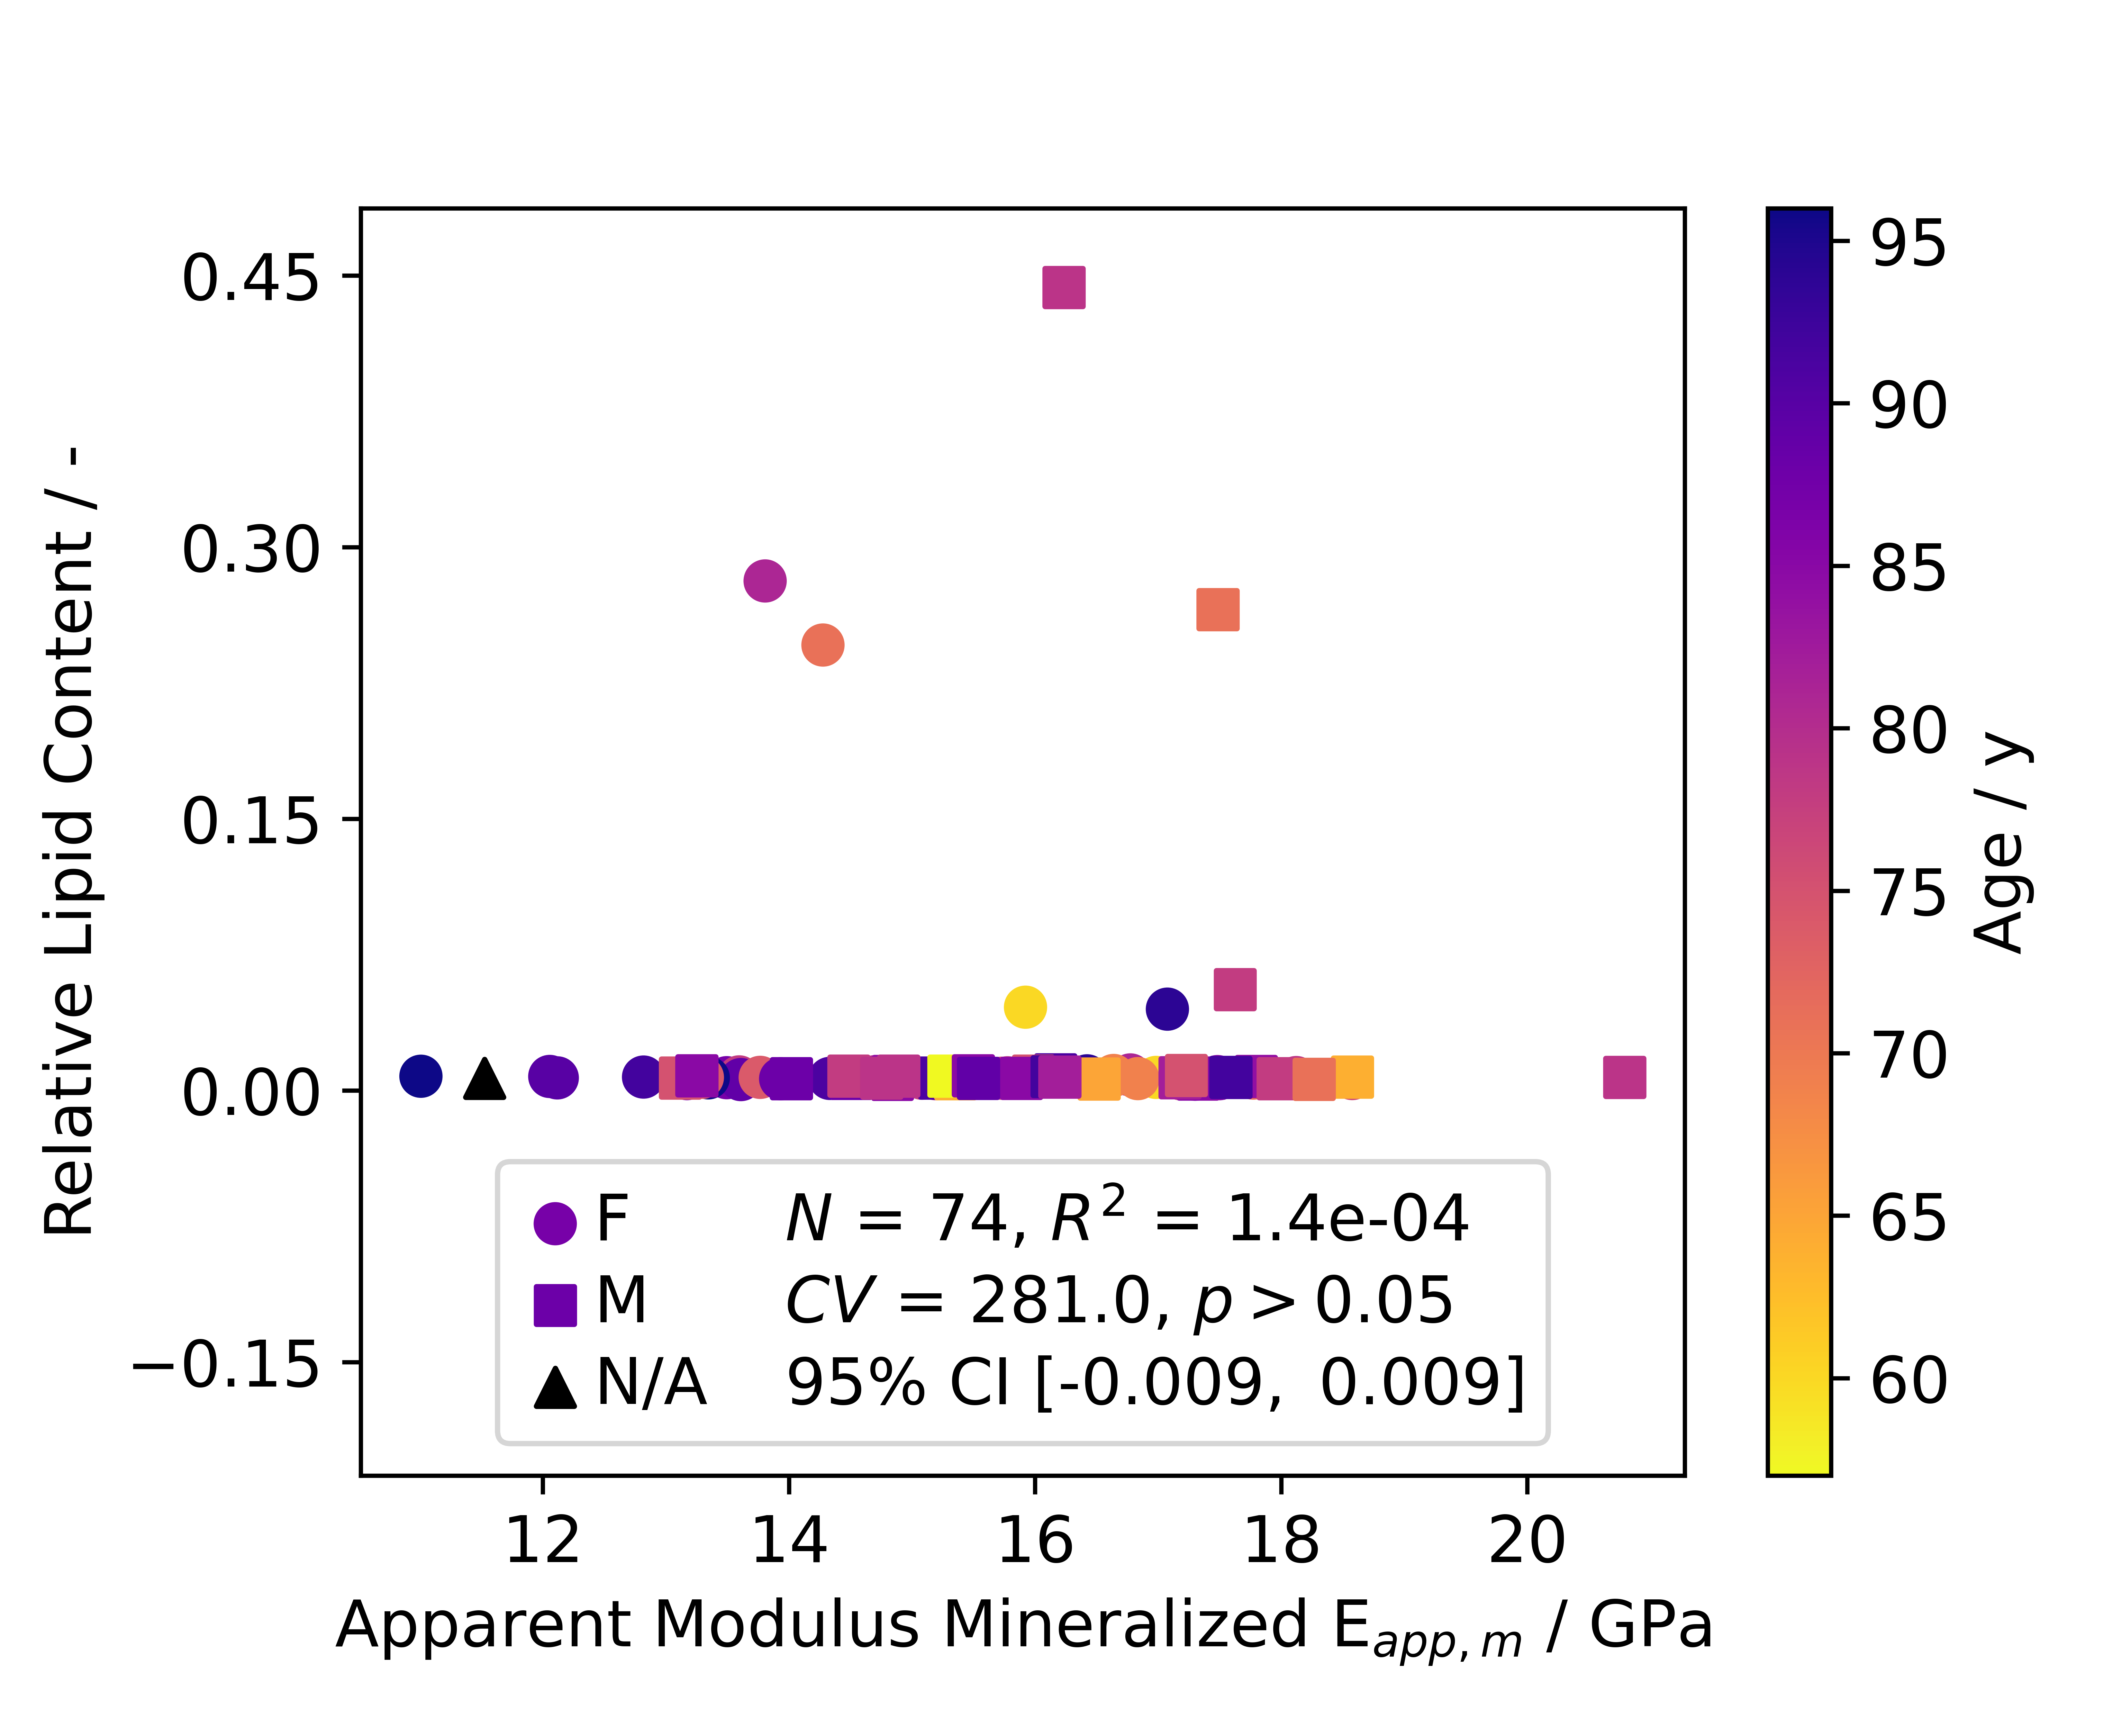 0.45
0.30
0.15
0.00
−0.15
Relative Lipid Content / -
12 14 16 18 20
Apparent Modulus Mineralized E_app,m / GPa
F N = 74, R² = 1.4e-04
M CV = 281.0, p > 0.05
N/A 95% CI [-0.009, 0.009]
95
90
85
80
75
70
65
60
Age / y